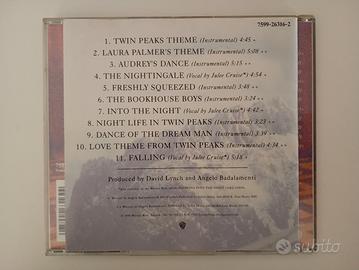 7599-26316-2
1. TWIN PEAKS THEME (Instrumental) 4:45
2. LAURA PALMER'S THEME (Instrumental) 5:08
3. AUDREY'S DANCE (Instrumental) 5:15
4. THE NIGHTINGALE (Vocal by Julee Cruise*) 4:54
5. FRESHLY SQUEEZED (Instrumental) 3:48
6. THE BOOKHOUSE BOYS (Instrumental) 3:24
7. INTO THE NIGHT (Vocal by Julee Cruise*) 4:42
8. NIGHT LIFE IN TWIN PEAKS (Instrumental) 3:23
9. DANCE OF THE DREAM MAN (Instrumental) 3:39
10. LOVE THEME FROM TWIN PEAKS (Instrumental) 4:34
11. FALLING (Vocal by Julee Cruise*) 5:18
Produced by David Lynch and Angelo Badalamenti
subito